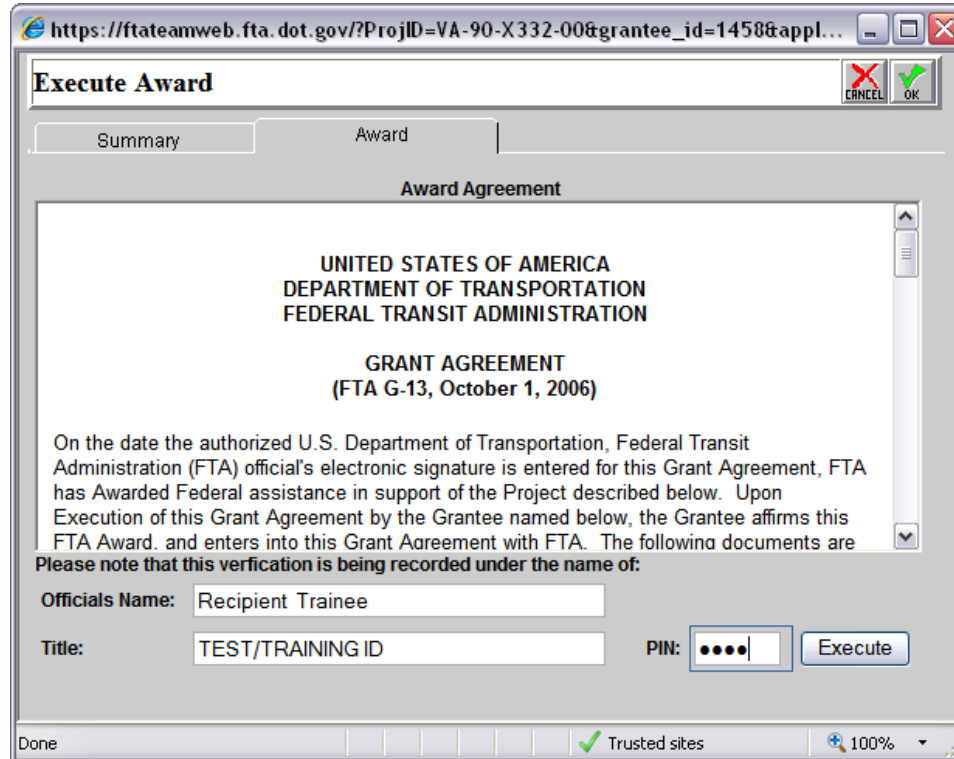 https://ftateamweb.fta.dot.gov/?ProjID=VA-90-X332-00&grantee_id=1458&appl...
Execute Award
CANCEL OK
Summary Award
Award Agreement
UNITED STATES OF AMERICA
DEPARTMENT OF TRANSPORTATION
FEDERAL TRANSIT ADMINISTRATION
GRANT AGREEMENT
(FTA G-13, October 1, 2006)
On the date the authorized U.S. Department of Transportation, Federal Transit
Administration (FTA) official's electronic signature is entered for this Grant Agreement, FTA
has Awarded Federal assistance in support of the Project described below. Upon
Execution of this Grant Agreement by the Grantee named below, the Grantee affirms this
FTA Award, and enters into this Grant Agreement with FTA. The following documents are
Please note that this verfication is being recorded under the name of:
Officials Name: Recipient Trainee
Title: TEST/TRAINING ID PIN: ●●●● Execute
Done Trusted sites 100%